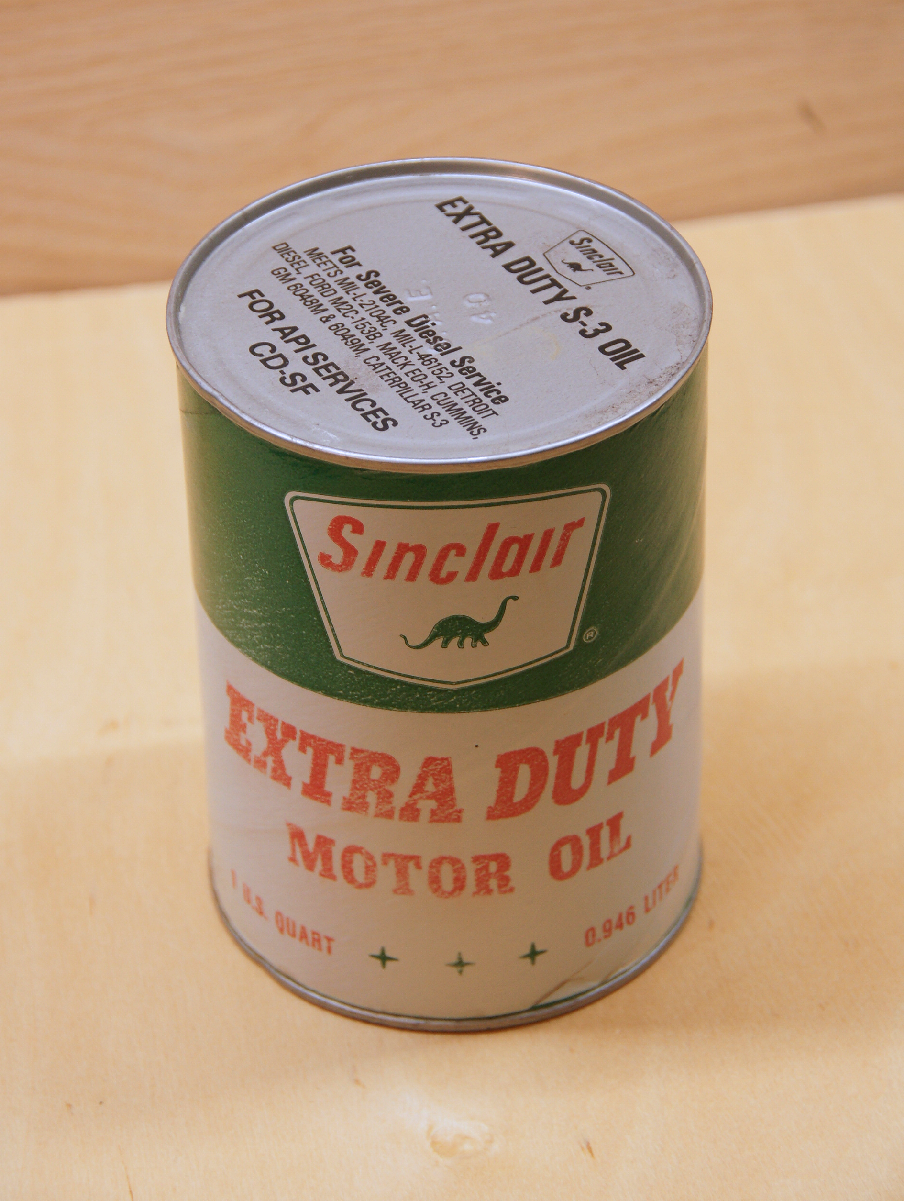 Sinclair
EXTRA DUTY S-3 OIL
For Severe Diesel Service
MEETS MIL-L-2104C, MIL-L-46152, DETROIT
DIESEL, FORD M2C-153B, MACK EO-H, CUMMINS,
GM 6048M & 6049M, CATERPILLAR S-3
FOR API SERVICES
CD-SF
Sinclair
®
EXTRA DUTY
MOTOR OIL
1 U.S. QUART
0.946 LITER